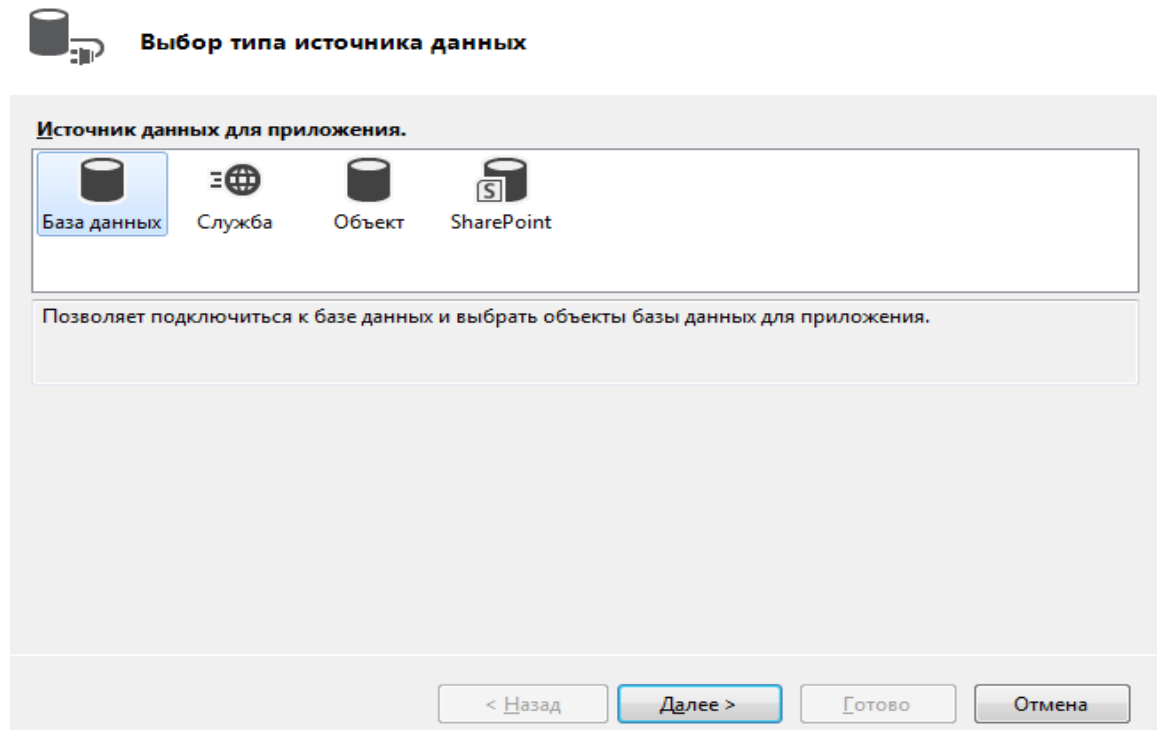 Выбор типа источника данных
Источник данных для приложения.
База данных Служба Объект SharePoint
Позволяет подключиться к базе данных и выбрать объекты базы данных для приложения.
< Назад Далее > Готово Отмена